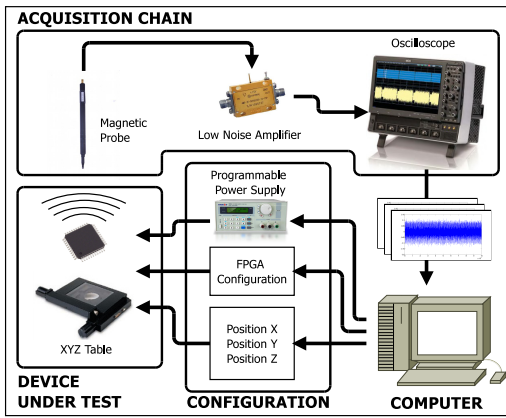 ACQUISITION CHAIN
Oscilloscope
Magnetic
Probe
Low Noise Amplifier
Programmable
Power Supply
FPGA
Configuration
Position X
Position Y
Position Z
XYZ Table
DEVICE
UNDER TEST
CONFIGURATION
COMPUTER